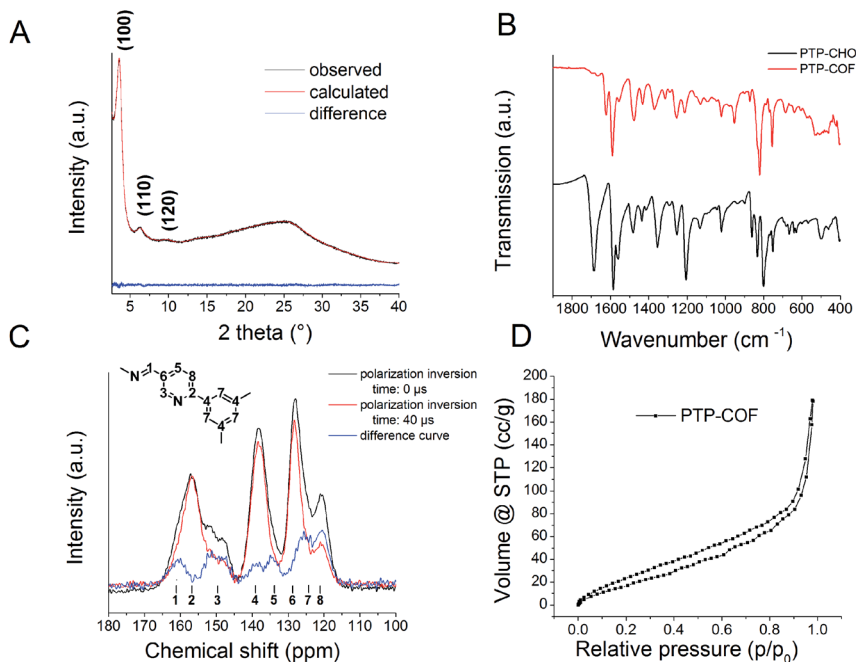 A
(100)
(110)
(120)
observed
calculated
difference
Intensity (a.u.)
5 10 15 20 25 30 35 40
2 theta (°)
B
PTP-CHO
PTP-COF
Transmission (a.u.)
1800 1600 1400 1200 1000 800 600 400
Wavenumber (cm -1)
C
N 1 5 8
6 2
3 N 4 7 4
7 7
4
polarization inversion
time: 0 µs
polarization inversion
time: 40 µs
difference curve
Intensity (a.u.)
1 2 3 4 5 6 7 8
180 170 160 150 140 130 120 110 100
Chemical shift (ppm)
D
PTP-COF
Volume @ STP (cc/g)
200
180
160
140
120
100
80
60
40
20
0
0.0 0.2 0.4 0.6 0.8 1.0
Relative pressure (p/p0)